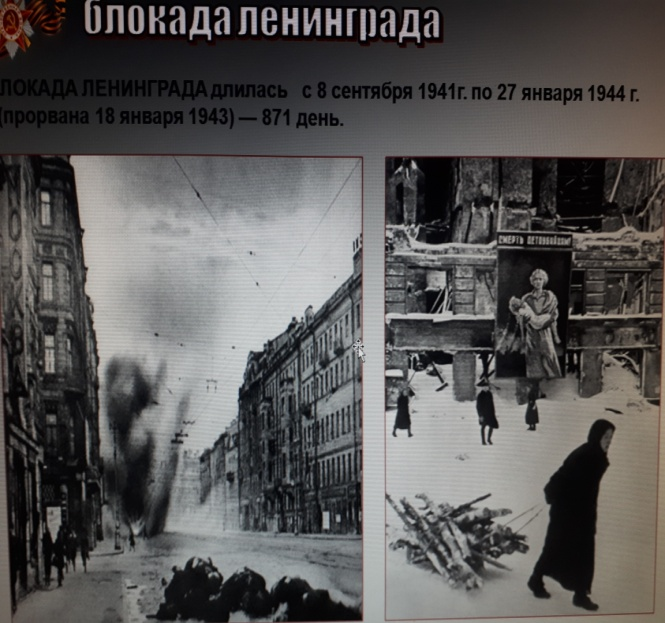 блокада ленинграда
ЛОКАДА ЛЕНИНГРАДА длилась с 8 сентября 1941г. по 27 января 1944 г.
(прорвана 18 января 1943) — 871 день.
СМЕРТЬ ДЕТОУБИЙЦАМ!